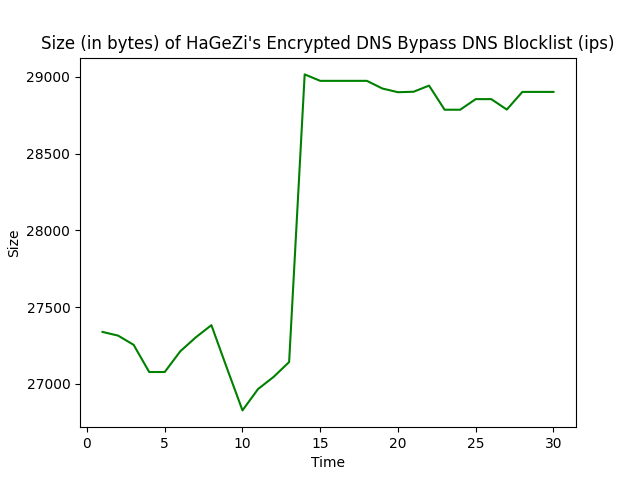 Size (in bytes) of HaGeZi's Encrypted DNS Bypass DNS Blocklist (ips)
29000
28500
28000
27500
27000
Size
0 5 10 15 20 25 30
Time